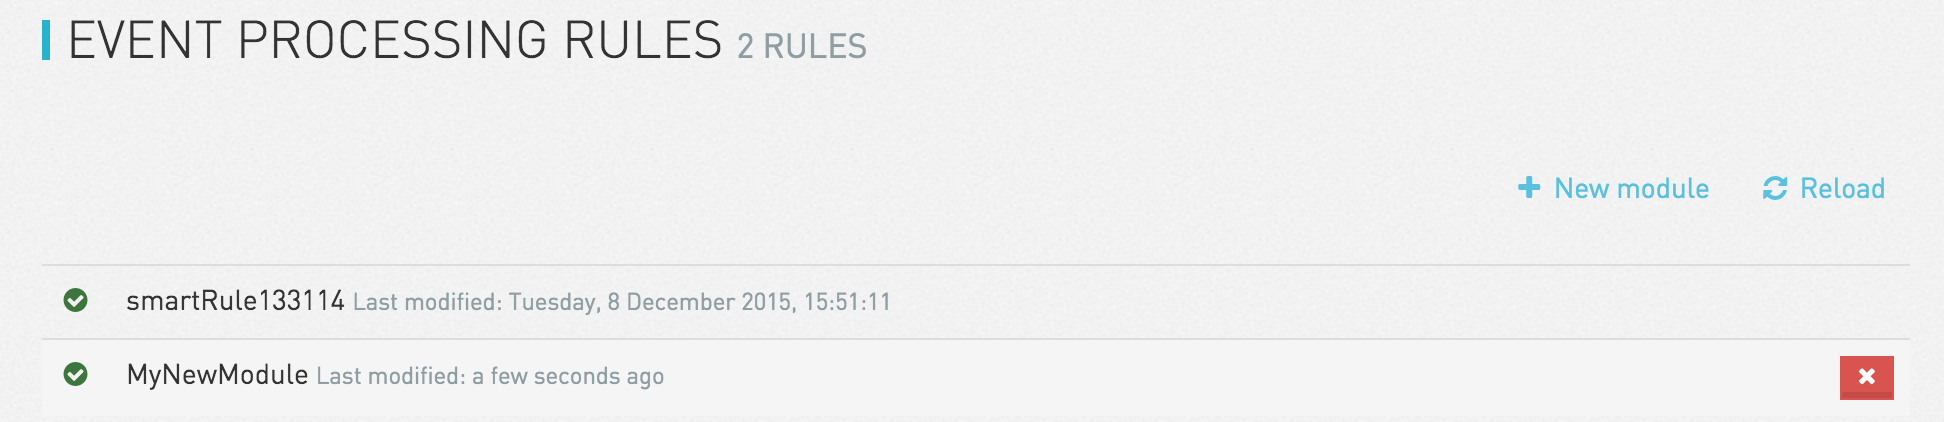 EVENT PROCESSING RULES 2 RULES
New module Reload
smartRule133114 Last modified: Tuesday, 8 December 2015, 15:51:11
MyNewModule Last modified: a few seconds ago